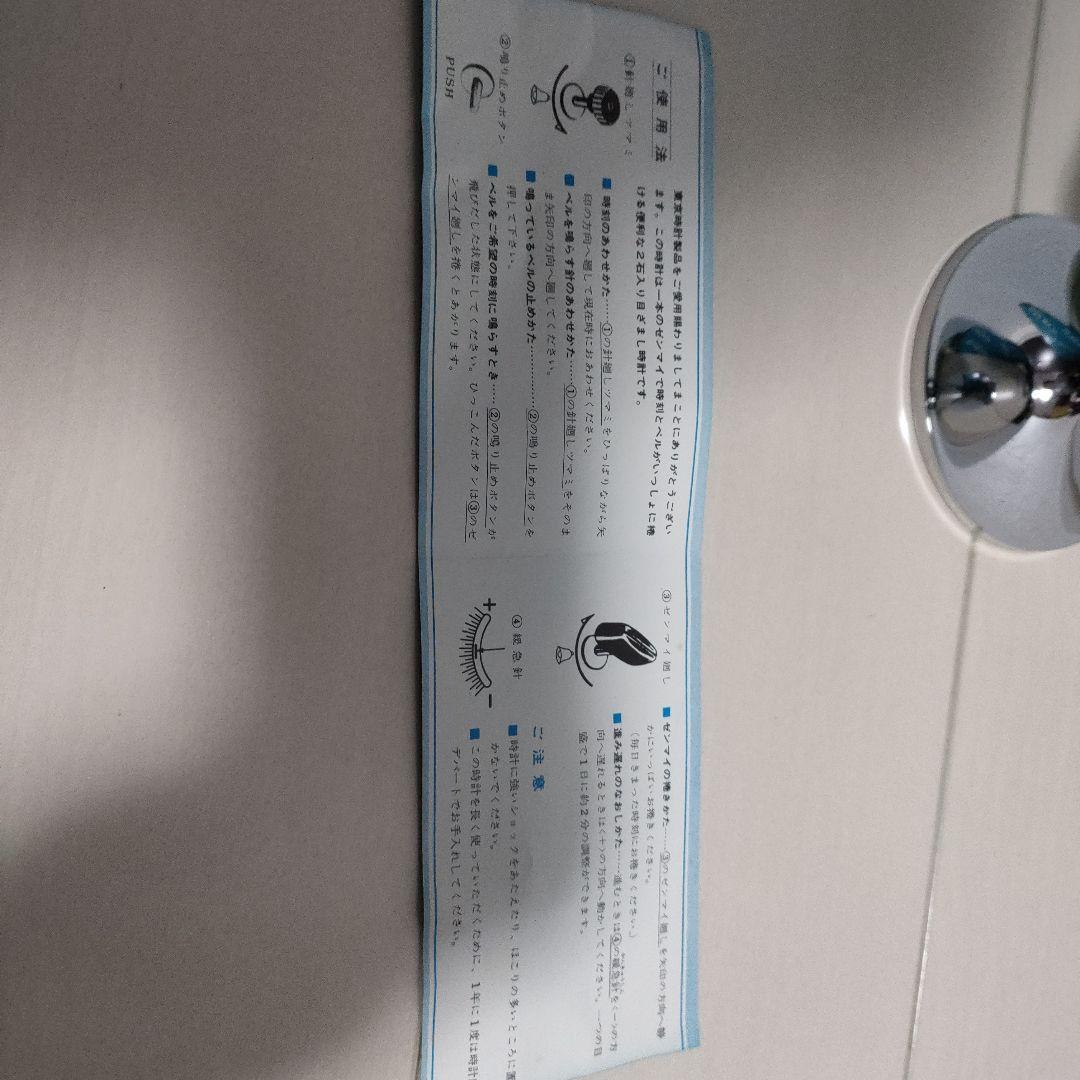 ご使用法
①針廻しツマミ
②鳴り止めボタン
PUSH
東京時計製品をご愛用賜わりましてまことにありがとうござい
ます。この時計は一本のゼンマイで時刻とベルがいっしょに捲
ける便利な2石入り目ざまし時計です。
■時刻のあわせかた……①の針廻しツマミをひっぱりながら矢
印の方向へ廻して現在時におあわせください。
■ベルを鳴らす針のあわせかた……①の針廻しツマミをそのま
ま矢印の方向へ廻してください。
■鳴っているベルの止めかた……………②の鳴り止めボタンを
押して下さい。
■ベルをご希望の時刻に鳴らすとき……②の鳴り止めボタンが
飛びだした状態にしてください。ひっこんだボタンは③のゼ
ンマイ廻しを捲くとあがります。
③ゼンマイ廻し
④緩急針
+ −
■ゼンマイの捲きかた……③のゼンマイ廻しを矢印の方向へ静
かにいっぱいお捲きください。
(毎日きまった時刻にお捲きください)
■進み遅れのなおしかた……進むときは④の緩急針を(−)の方
向へ遅れるときは(+)の方向へ動かしてください。一つの目
盛で1日に約2分の調整ができます。
ご注意
■時計に強いショックをあたえたり、ほこりの多いところに置
かないでください。
■この時計を長く使っていただくために、1年に1度は時計
デパートでお手入れしてください。